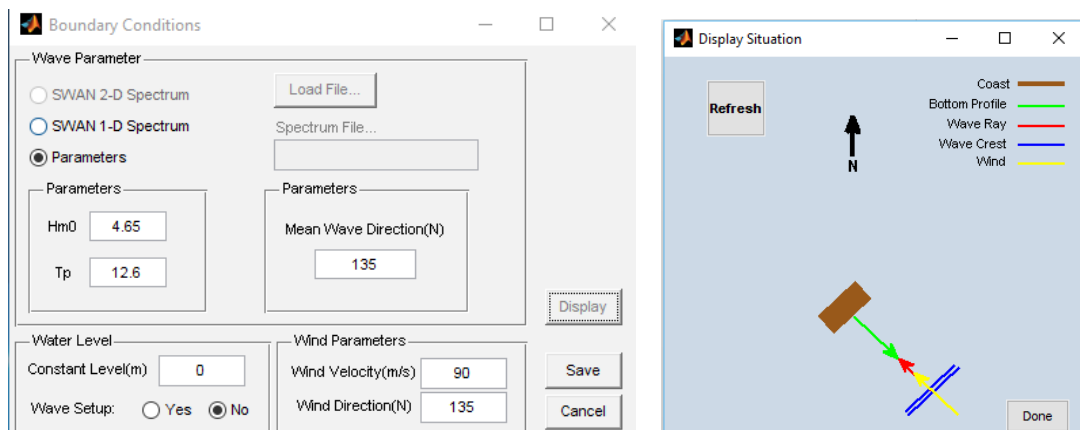 Boundary Conditions
Wave Parameter
SWAN 2-D Spectrum
Load File...
SWAN 1-D Spectrum
Spectrum File...
Parameters
Parameters
Hm0 4.65
Tp 12.6
Parameters
Mean Wave Direction(N)
135
Display
Water Level
Constant Level(m) 0
Wave Setup: Yes No
Wind Parameters
Wind Velocity(m/s) 90
Wind Direction(N) 135
Save
Cancel
Display Situation
Refresh
N
Coast
Bottom Profile
Wave Ray
Wave Crest
Wind
Done